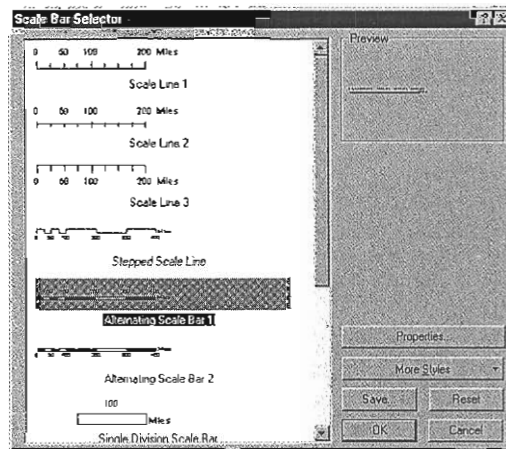 Scale Bar Selector
0 50 100 200 Miles
Scale Line 1
0 50 100 200 Miles
Scale Line 2
0 50 100 200 Miles
Scale Line 3
Stepped Scale Line
Alternating Scale Bar 1
Alternating Scale Bar 2
100
Miles
Single Division Scale Bar
Preview
Properties...
More Styles
Save... Reset
OK Cancel